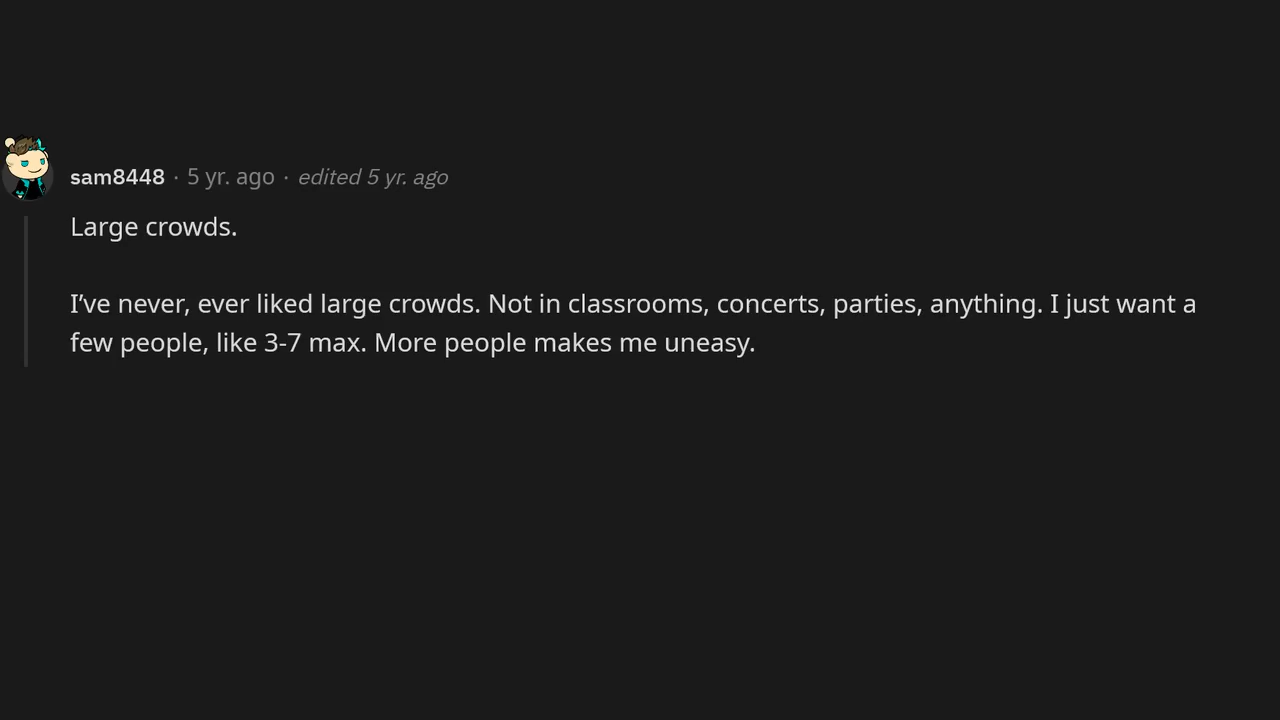 sam8448 · 5 yr. ago · edited 5 yr. ago
Large crowds.
I’ve never, ever liked large crowds. Not in classrooms, concerts, parties, anything. I just want a
few people, like 3-7 max. More people makes me uneasy.